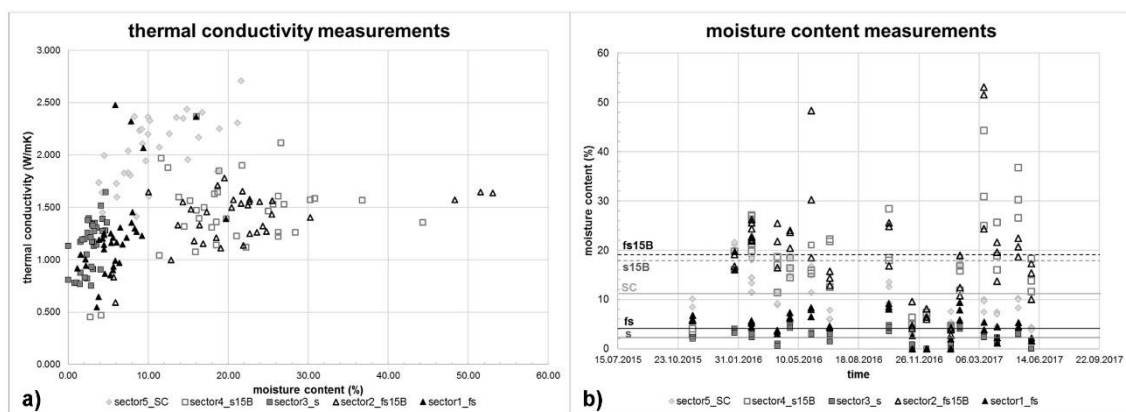 thermal conductivity measurements
thermal conductivity (W/mK)
3.000
2.500
2.000
1.500
1.000
0.500
0.000
0.00
10.00
20.00
30.00
40.00
50.00
60.00
moisture content (%)
sector5_SC
sector4_s15B
sector3_s
sector2_fs15B
sector1_fs
a)
moisture content measurements
moisture content (%)
60
50
40
30
20
10
0
fs15B
s15B
SC
fs
s
15.07.2015
23.10.2015
31.01.2016
10.05.2016
18.08.2016
26.11.2016
06.03.2017
14.06.2017
22.09.2017
time
sector5_SC
sector4_s15B
sector3_s
sector2_fs15B
sector1_fs
b)